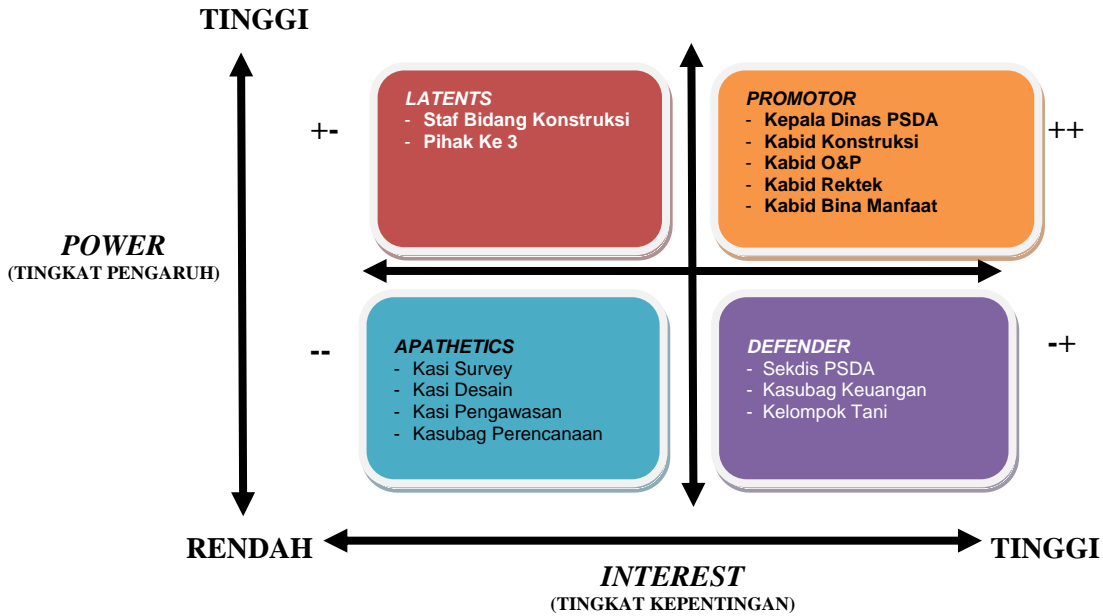 TINGGI
+-
LATENTS
- Staf Bidang Konstruksi
- Pihak Ke 3
PROMOTOR
- Kepala Dinas PSDA
- Kabid Konstruksi
- Kabid O&P
- Kabid Rektek
- Kabid Bina Manfaat
++
POWER
(TINGKAT PENGARUH)
--
APATHETICS
- Kasi Survey
- Kasi Desain
- Kasi Pengawasan
- Kasubag Perencanaan
DEFENDER
- Sekdis PSDA
- Kasubag Keuangan
- Kelompok Tani
-+
RENDAH
TINGGI
INTEREST
(TINGKAT KEPENTINGAN)